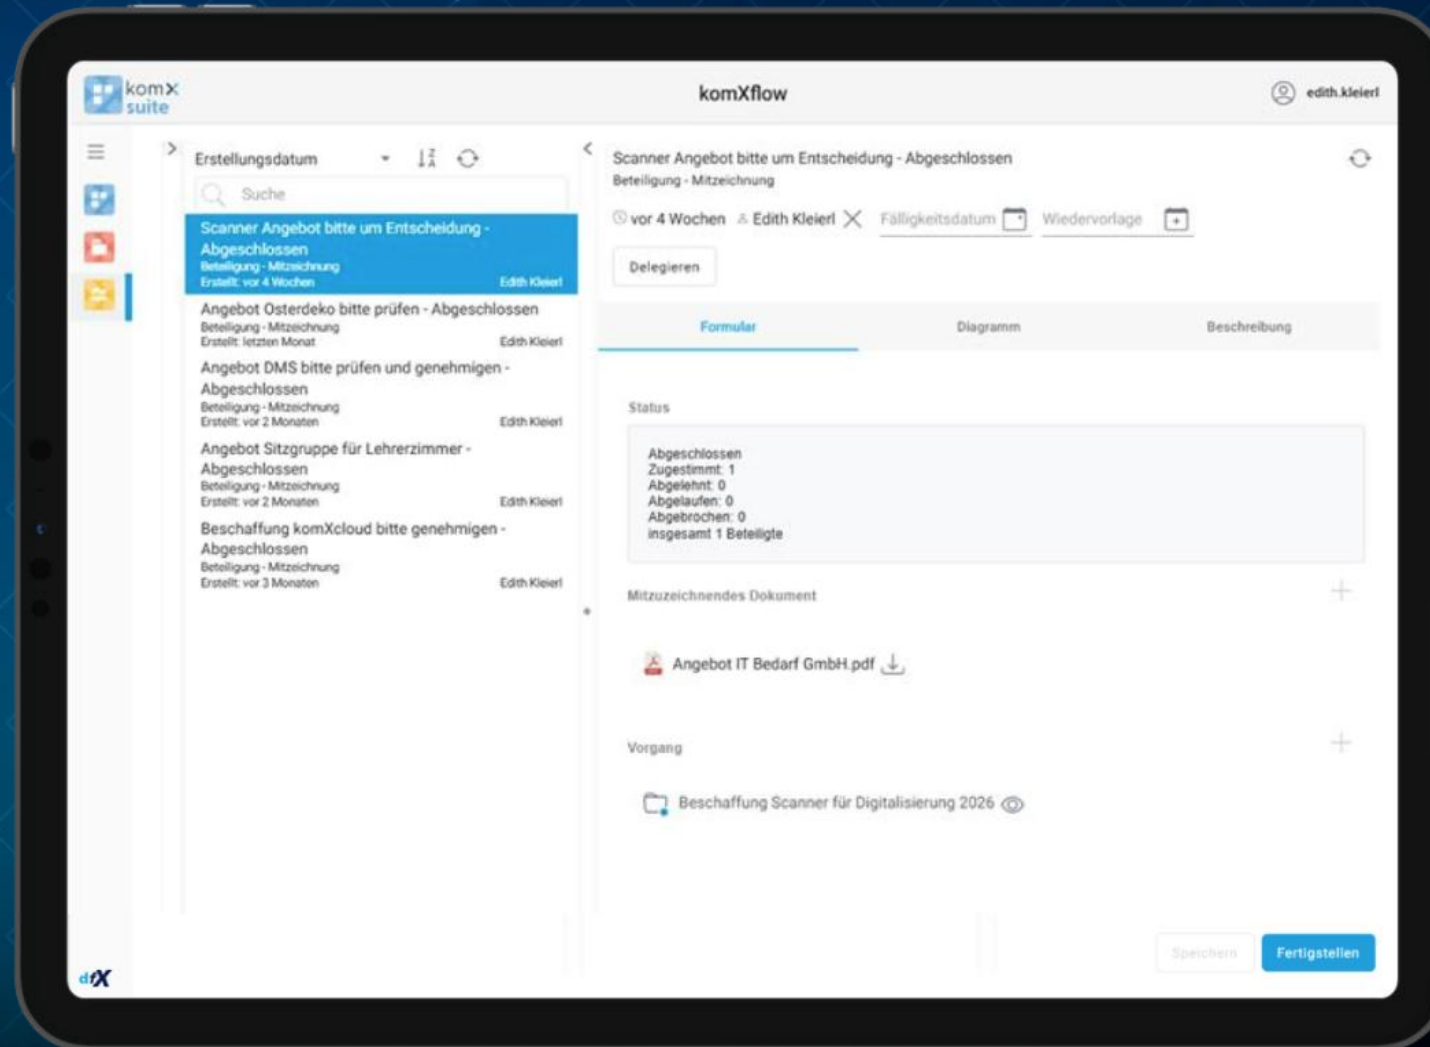 komX
suite
komXflow
edith.kleierl
Erstellungsdatum
Suche
Scanner Angebot bitte um Entscheidung -
Abgeschlossen
Beteiligung - Mitzeichnung
Erstellt: vor 4 Wochen Edith Kleierl
Angebot Osterdeko bitte prüfen - Abgeschlossen
Beteiligung - Mitzeichnung
Erstellt: letzten Monat Edith Kleierl
Angebot DMS bitte prüfen und genehmigen -
Abgeschlossen
Beteiligung - Mitzeichnung
Erstellt: vor 2 Monaten Edith Kleierl
Angebot Sitzgruppe für Lehrerzimmer -
Abgeschlossen
Beteiligung - Mitzeichnung
Erstellt: vor 2 Monaten Edith Kleierl
Beschaffung komXcloud bitte genehmigen -
Abgeschlossen
Beteiligung - Mitzeichnung
Erstellt: vor 3 Monaten Edith Kleierl
Scanner Angebot bitte um Entscheidung - Abgeschlossen
Beteiligung - Mitzeichnung
vor 4 Wochen Edith Kleierl Fälligkeitsdatum Wiedervorlage
Delegieren
Formular Diagramm Beschreibung
Status
Abgeschlossen
Zugestimmt: 1
Abgelehnt: 0
Abgelaufen: 0
Abgebrochen: 0
insgesamt 1 Beteiligte
Mitzuzeichnendes Dokument
Angebot IT Bedarf GmbH.pdf
Vorgang
Beschaffung Scanner für Digitalisierung 2026
Speichern Fertigstellen
dfX